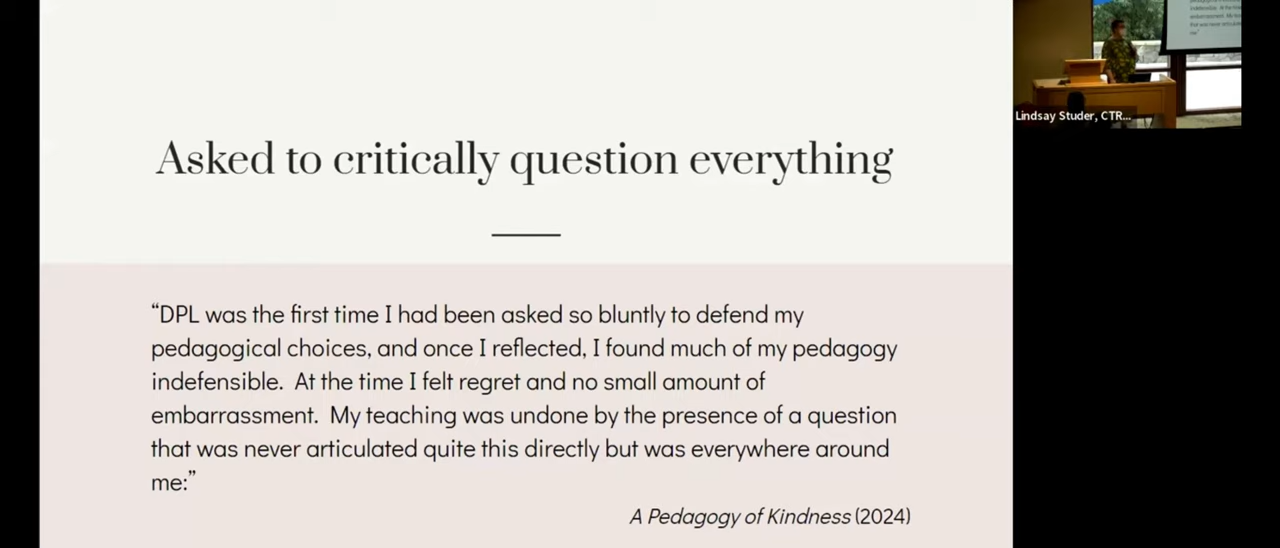 Asked to critically question everything
“DPL was the first time I had been asked so bluntly to defend my
pedagogical choices, and once I reflected, I found much of my pedagogy
indefensible.  At the time I felt regret and no small amount of
embarrassment.  My teaching was undone by the presence of a question
that was never articulated quite this directly but was everywhere around
me:”
A Pedagogy of Kindness (2024)
Lindsay Studer, CTR...